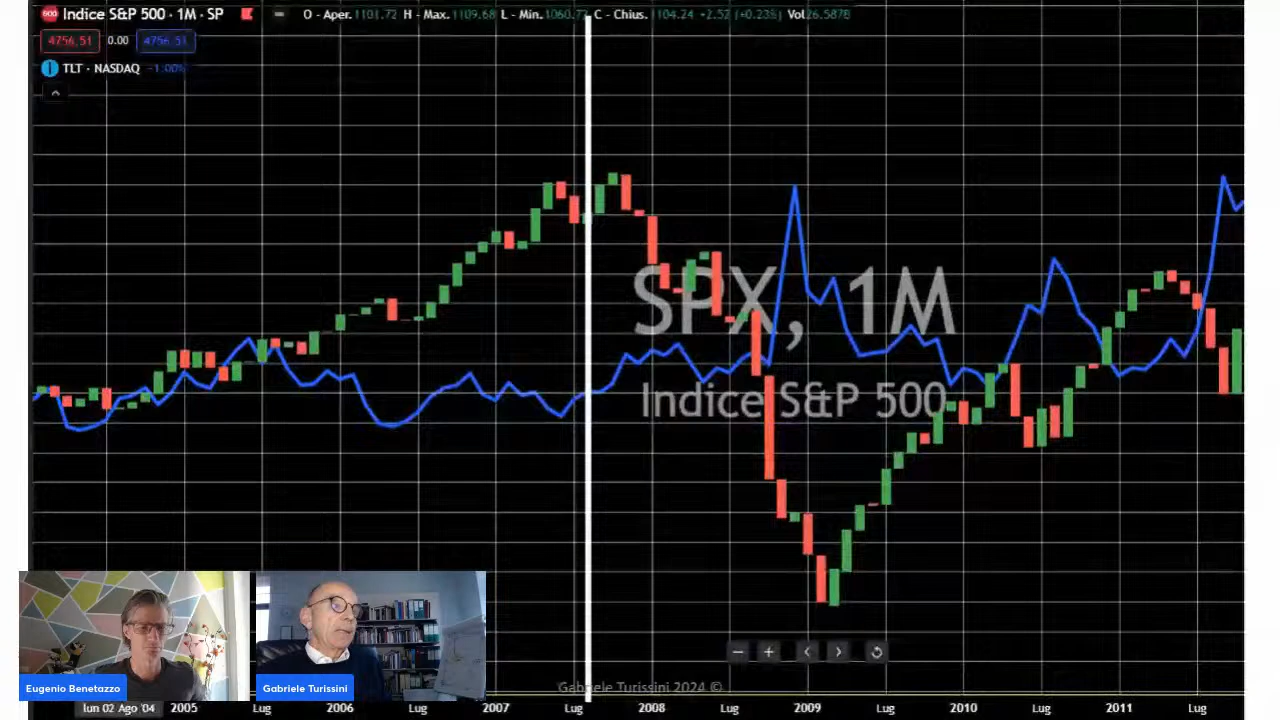 500 Indice S&P 500 · 1M · SP O - Aper. 1101.72 H - Max. 1109.68 L - Min. 1060.72 C - Chius. 1104.24 +2.52 (+0.23%) Vol 26.587B
4756.51 0.00 4756.51
TLT · NASDAQ -1.00%
SPX, 1M
Indice S&P 500
Gabriele Turissini 2024 ©
Eugenio Benetazzo
Gabriele Turissini
lun 02 Ago '04 2005 Lug 2006 Lug 2007 Lug 2008 Lug 2009 Lug 2010 Lug 2011 Lug